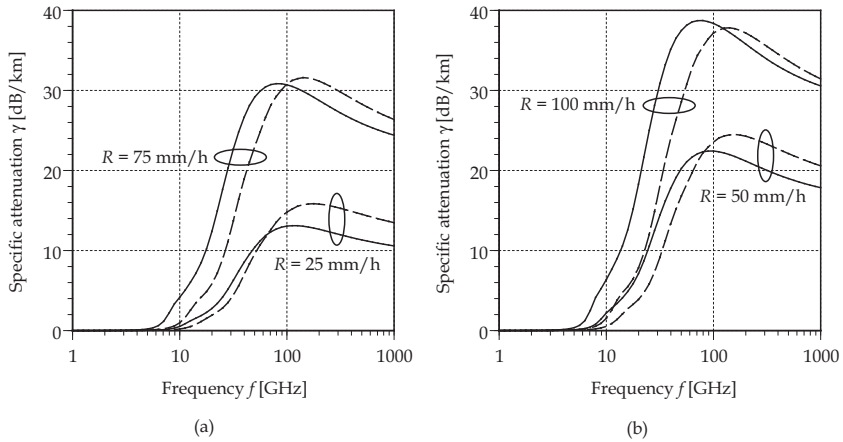 Specific attenuation γ [dB/km]
40
30
20
10
0
R = 75 mm/h
R = 25 mm/h
1
10
100
1000
Frequency f [GHz]
(a)
Specific attenuation γ [dB/km]
40
30
20
10
0
R = 100 mm/h
R = 50 mm/h
1
10
100
1000
Frequency f [GHz]
(b)